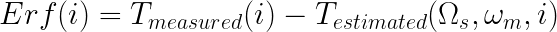 Erf(i) = T_{measured}(i) − T_{estimated}(Ω_s, ω_m, i)